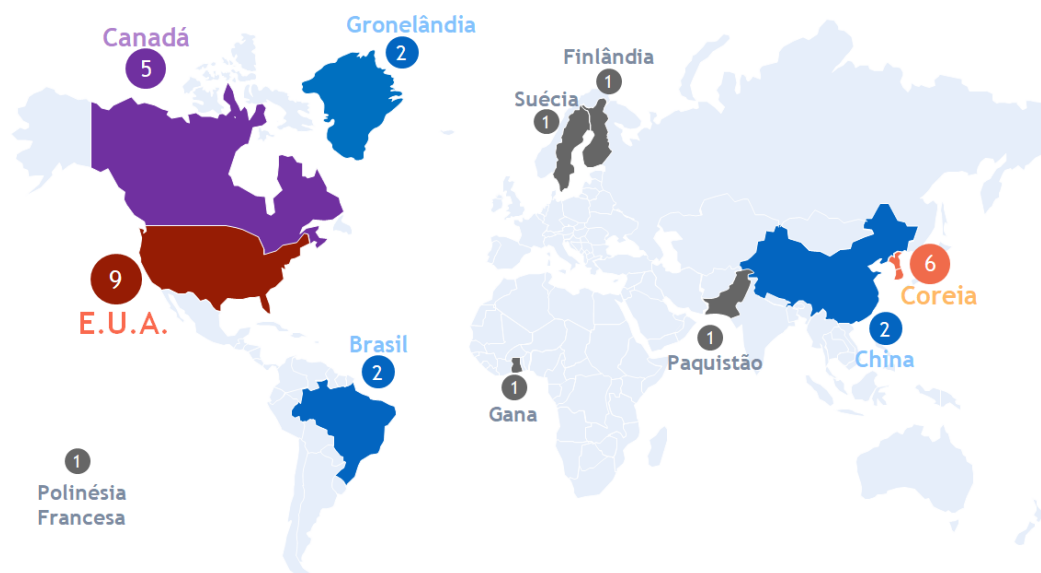 Canadá
5
Gronelândia
2
Finlândia
1
Suécia
1
9
E.U.A.
6
Coreia
2
China
1
Paquistão
Brasil
2
1
Gana
1
Polinésia
Francesa